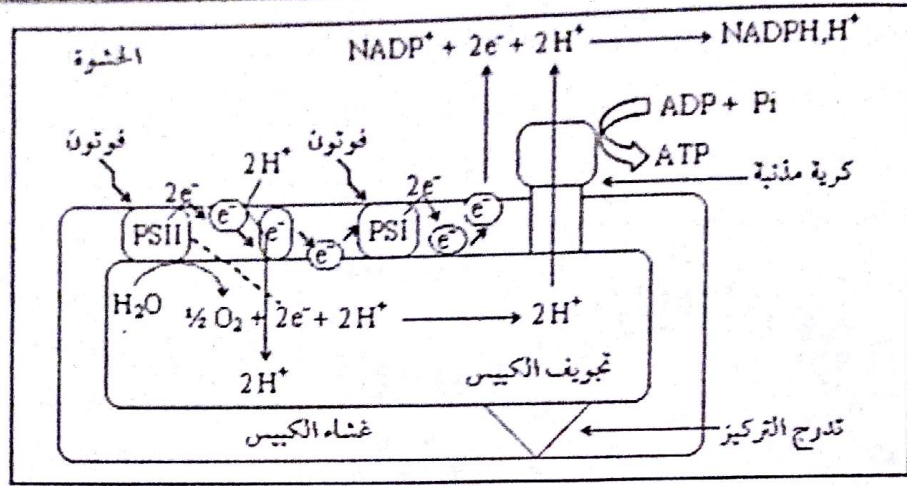 NADP⁺ + 2e⁻ + 2H⁺ → NADPH,H⁺
الحشوة
ADP + Pi
فوتون
2H⁺
فوتون
ATP
كرية مذنبة
2e⁻
e⁻
2e⁻
e⁻
PSII
e⁻
e⁻
PSI
e⁻
H₂O
½ O₂ + 2e⁻ + 2H⁺ → 2H⁺
2H⁺
تجويف الكييس
غشاء الكييس
تدرج التركيز